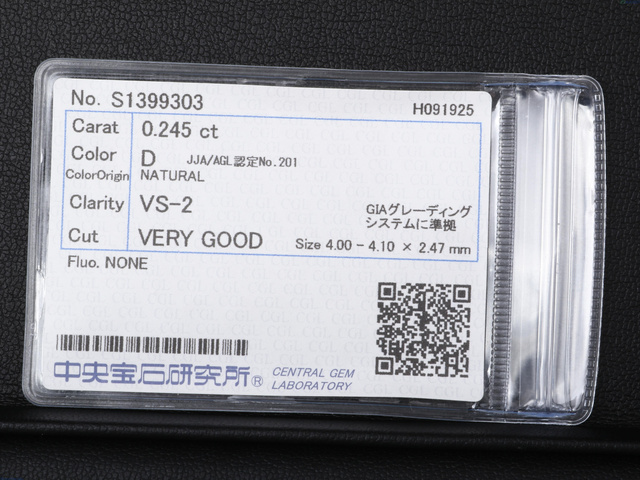 No. S1399303
H091925
Carat 0.245 ct
Color D JJA/AGL認定No.201
ColorOrigin NATURAL
Clarity VS-2
GIAグレーディング
システムに準拠
Cut VERY GOOD Size 4.00 - 4.10 × 2.47 mm
Fluo. NONE
中央宝石研究所® CENTRAL GEM
LABORATORY